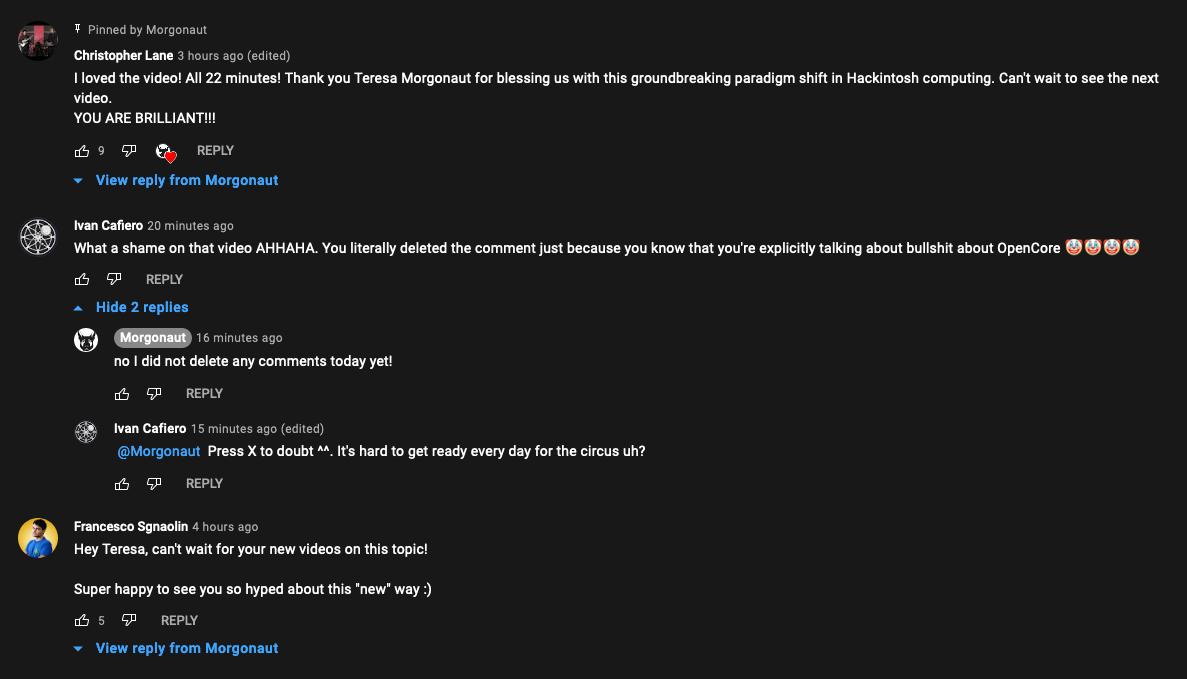 Pinned by Morgonaut
Christopher Lane 3 hours ago (edited)
I loved the video! All 22 minutes! Thank you Teresa Morgonaut for blessing us with this groundbreaking paradigm shift in Hackintosh computing. Can't wait to see the next
video.
YOU ARE BRILLIANT!!!
9 REPLY
View reply from Morgonaut
Ivan Cafiero 20 minutes ago
What a shame on that video AHHAHA. You literally deleted the comment just because you know that you're explicitly talking about bullshit about OpenCore 🤡🤡🤡🤡
REPLY
Hide 2 replies
Morgonaut 16 minutes ago
no I did not delete any comments today yet!
REPLY
Ivan Cafiero 15 minutes ago (edited)
@Morgonaut Press X to doubt ^^. It's hard to get ready every day for the circus uh?
REPLY
Francesco Sgnaolin 4 hours ago
Hey Teresa, can't wait for your new videos on this topic!
Super happy to see you so hyped about this "new" way :)
5 REPLY
View reply from Morgonaut